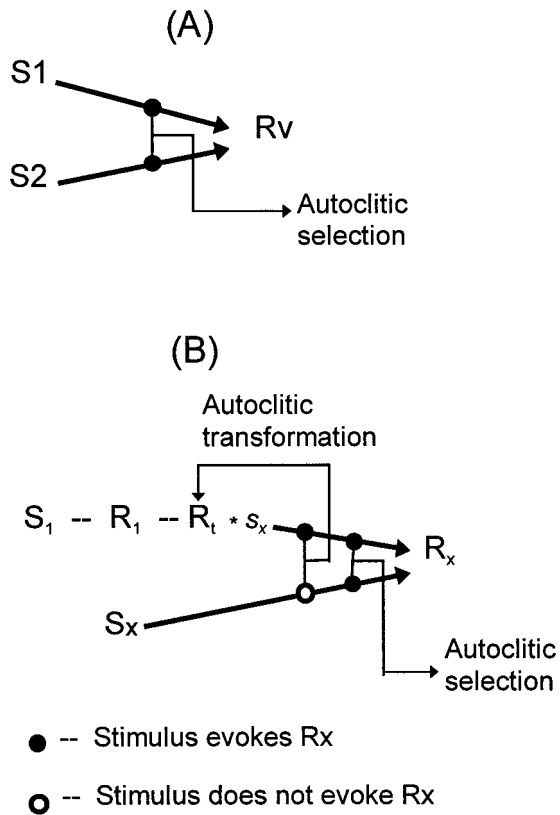 (A)
S1
Rv
S2
Autoclitic
selection
(B)
Autoclitic
transformation
S₁ -- R₁ -- Rₜ * sₓ
Rₓ
Sx
Autoclitic
selection
-- Stimulus evokes Rx
-- Stimulus does not evoke Rx